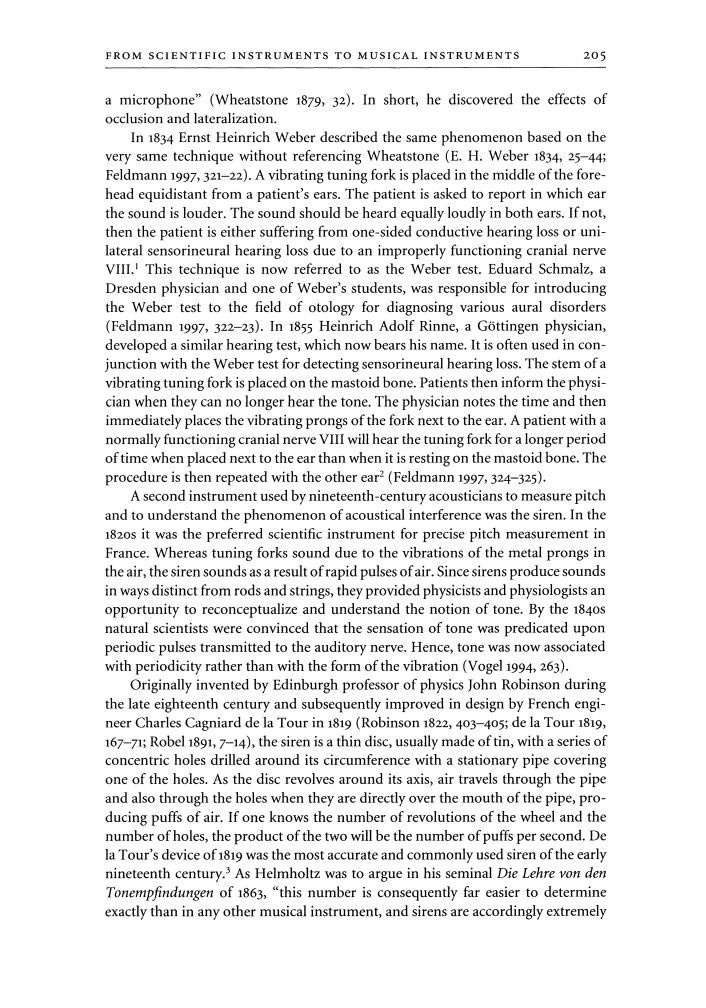 FROM SCIENTIFIC INSTRUMENTS TO MUSICAL INSTRUMENTS 205
a microphone” (Wheatstone 1879, 32). In short, he discovered the effects of
occlusion and lateralization.
In 1834 Ernst Heinrich Weber described the same phenomenon based on the
very same technique without referencing Wheatstone (E. H. Weber 1834, 25–44;
Feldmann 1997, 321–22). A vibrating tuning fork is placed in the middle of the fore-
head equidistant from a patient’s ears. The patient is asked to report in which ear
the sound is louder. The sound should be heard equally loudly in both ears. If not,
then the patient is either suffering from one-sided conductive hearing loss or uni-
lateral sensorineural hearing loss due to an improperly functioning cranial nerve
VIII.¹ This technique is now referred to as the Weber test. Eduard Schmalz, a
Dresden physician and one of Weber’s students, was responsible for introducing
the Weber test to the field of otology for diagnosing various aural disorders
(Feldmann 1997, 322–23). In 1855 Heinrich Adolf Rinne, a Göttingen physician,
developed a similar hearing test, which now bears his name. It is often used in con-
junction with the Weber test for detecting sensorineural hearing loss. The stem of a
vibrating tuning fork is placed on the mastoid bone. Patients then inform the physi-
cian when they can no longer hear the tone. The physician notes the time and then
immediately places the vibrating prongs of the fork next to the ear. A patient with a
normally functioning cranial nerve VIII will hear the tuning fork for a longer period
of time when placed next to the ear than when it is resting on the mastoid bone. The
procedure is then repeated with the other ear² (Feldmann 1997, 324–325).
A second instrument used by nineteenth-century acousticians to measure pitch
and to understand the phenomenon of acoustical interference was the siren. In the
1820s it was the preferred scientific instrument for precise pitch measurement in
France. Whereas tuning forks sound due to the vibrations of the metal prongs in
the air, the siren sounds as a result of rapid pulses of air. Since sirens produce sounds
in ways distinct from rods and strings, they provided physicists and physiologists an
opportunity to reconceptualize and understand the notion of tone. By the 1840s
natural scientists were convinced that the sensation of tone was predicated upon
periodic pulses transmitted to the auditory nerve. Hence, tone was now associated
with periodicity rather than with the form of the vibration (Vogel 1994, 263).
Originally invented by Edinburgh professor of physics John Robinson during
the late eighteenth century and subsequently improved in design by French engi-
neer Charles Cagniard de la Tour in 1819 (Robinson 1822, 403–405; de la Tour 1819,
167–71; Robel 1891, 7–14), the siren is a thin disc, usually made of tin, with a series of
concentric holes drilled around its circumference with a stationary pipe covering
one of the holes. As the disc revolves around its axis, air travels through the pipe
and also through the holes when they are directly over the mouth of the pipe, pro-
ducing puffs of air. If one knows the number of revolutions of the wheel and the
number of holes, the product of the two will be the number of puffs per second. De
la Tour’s device of 1819 was the most accurate and commonly used siren of the early
nineteenth century.³ As Helmholtz was to argue in his seminal Die Lehre von den
Tonempfindungen of 1863, “this number is consequently far easier to determine
exactly than in any other musical instrument, and sirens are accordingly extremely